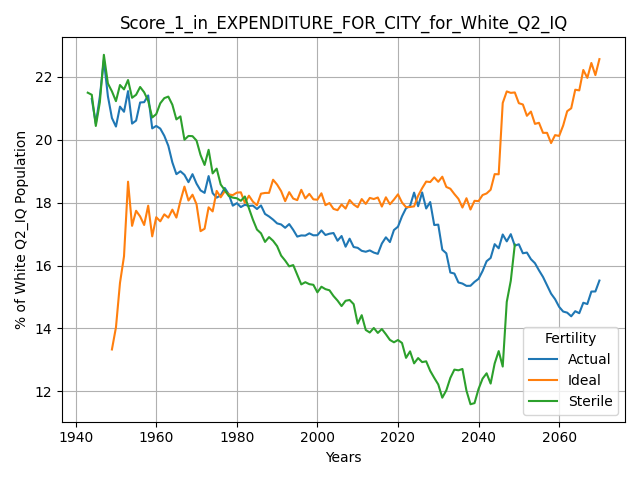 Score_1_in_EXPENDITURE_FOR_CITY_for_White_Q2_IQ
% of White Q2_IQ Population
22
20
18
16
14
12
1940 1960 1980 2000 2020 2040 2060
Years
Fertility
Actual
Ideal
Sterile